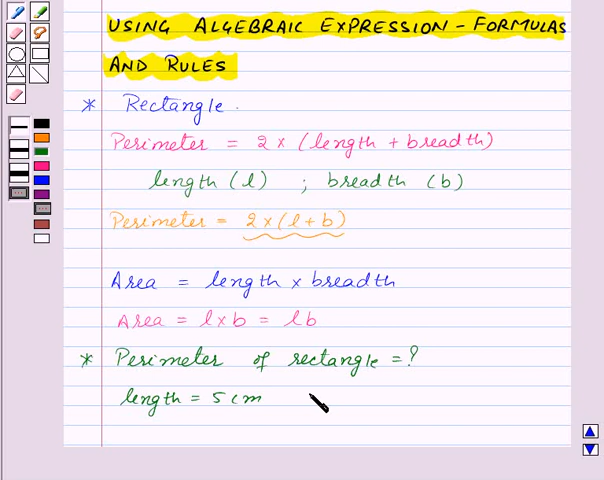 USING ALGEBRAIC EXPRESSION - FORMULAS
AND RULES
* Rectangle.
Perimeter = 2 × (length + breadth)
length (l) ; breadth (b)
Perimeter = 2 × (l + b)
Area = length × breadth
Area = l × b = lb
* Perimeter of rectangle = ?
length = 5 cm